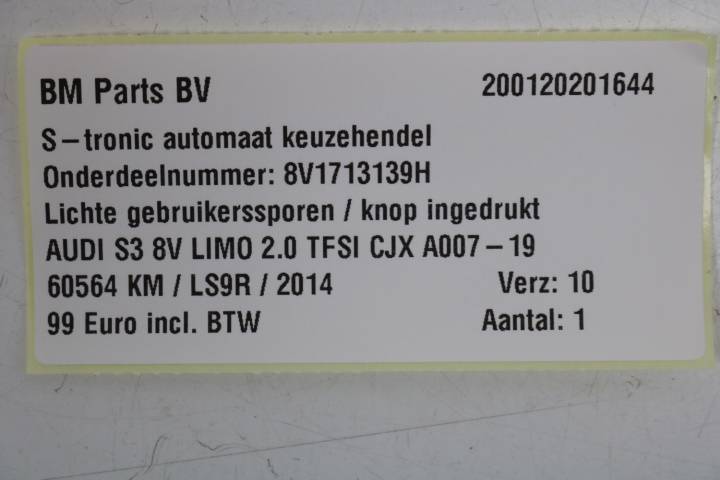 BM Parts BV 200120201644
S-tronic automaat keuzehendel
Onderdeelnummer: 8V1713139H
Lichte gebruikerssporen / knop ingedrukt
AUDI S3 8V LIMO 2.0 TFSI CJX A007-19
60564 KM / LS9R / 2014 Verz: 10
99 Euro incl. BTW Aantal: 1